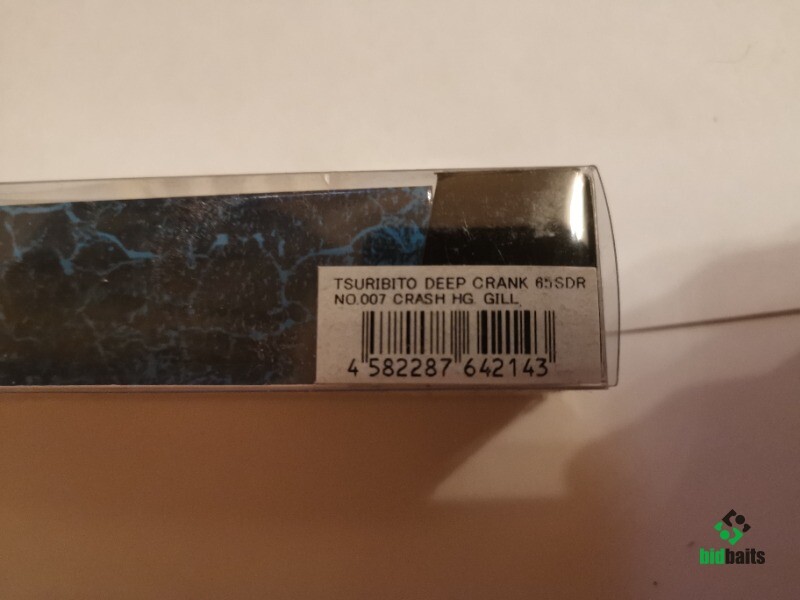 TSURIBITO DEEP CRANK 65SDR
NO.007 CRASH HG. GILL
4 582287 642143
bidbaits